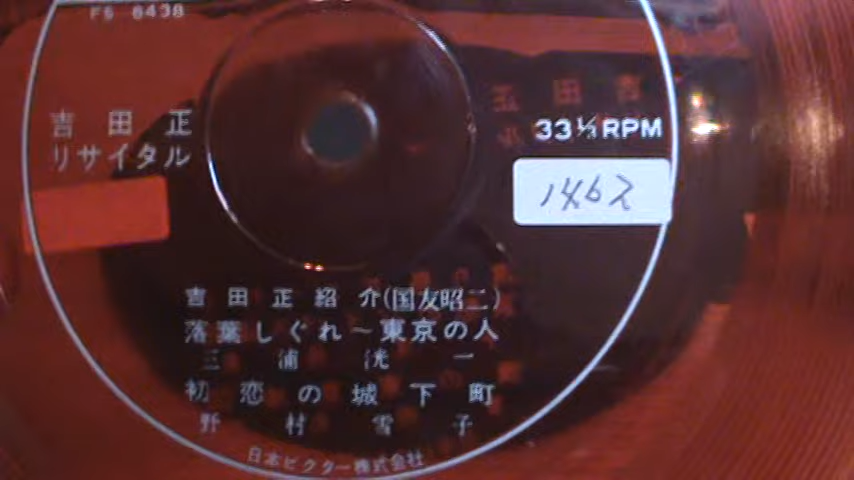 FS 6438
吉田正
リサイタル
33⅓RPM
1462
吉田正紹介(国友昭二)
落葉しぐれ〜東京の人
三浦洸一
初恋の城下町
野村雪子
日本ビクター株式会社